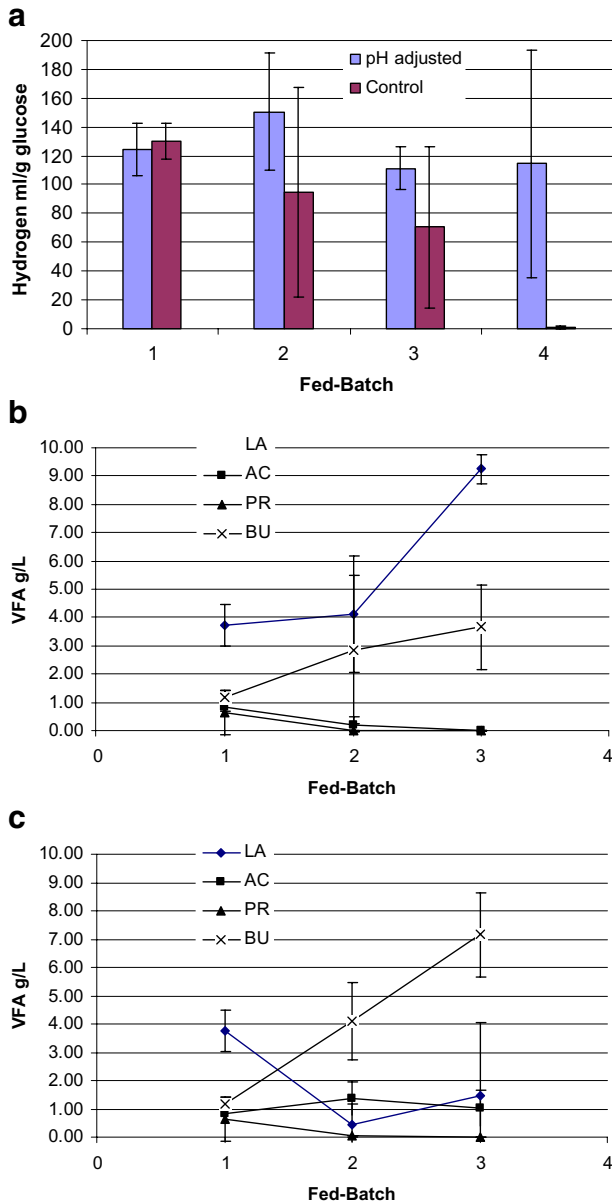 a
200
180
160
140
120
100
80
60
40
20
0
Hydrogen ml/g glucose
pH adjusted
Control
1 2 3 4
Fed-Batch
b
10.00
9.00
8.00
7.00
6.00
5.00
4.00
3.00
2.00
1.00
0.00
VFA g/L
LA
AC
PR
BU
0 1 2 3 4
Fed-Batch
c
10.00
9.00
8.00
7.00
6.00
5.00
4.00
3.00
2.00
1.00
0.00
VFA g/L
LA
AC
PR
BU
0 1 2 3 4
Fed-Batch